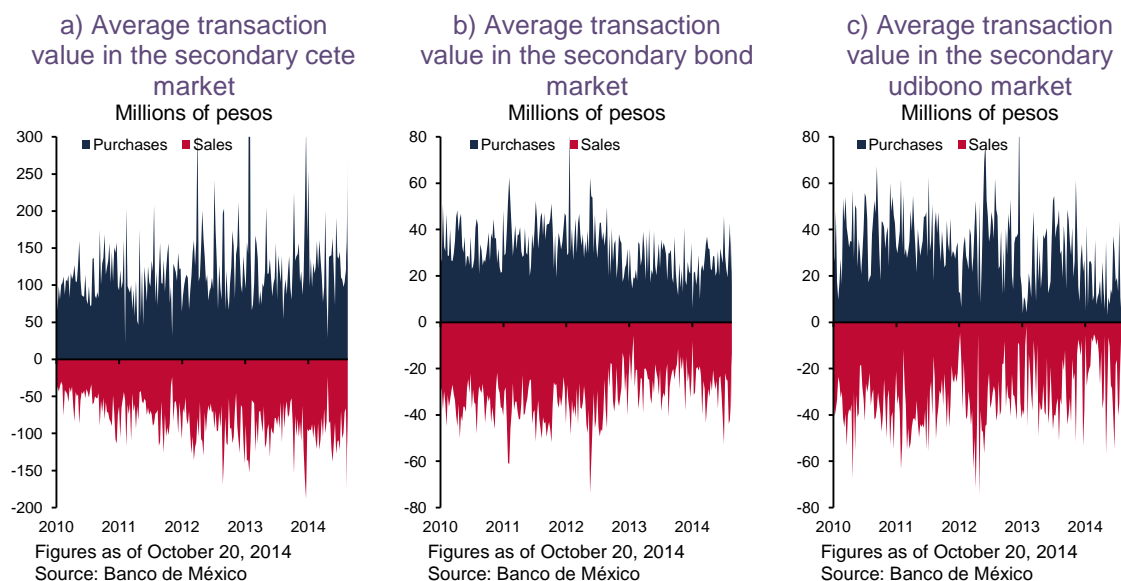 a) Average transaction
value in the secondary cete
market
Millions of pesos
300
250
200
150
100
50
0
-50
-100
-150
-200
Purchases Sales
2010 2011 2012 2013 2014
Figures as of October 20, 2014
Source: Banco de México
b) Average transaction
value in the secondary bond
market
Millions of pesos
80
60
40
20
0
-20
-40
-60
-80
Purchases Sales
2010 2011 2012 2013 2014
Figures as of October 20, 2014
Source: Banco de México
c) Average transaction
value in the secondary
udibono market
Millions of pesos
80
60
40
20
0
-20
-40
-60
-80
Purchases Sales
2010 2011 2012 2013 2014
Figures as of October 20, 2014
Source: Banco de México